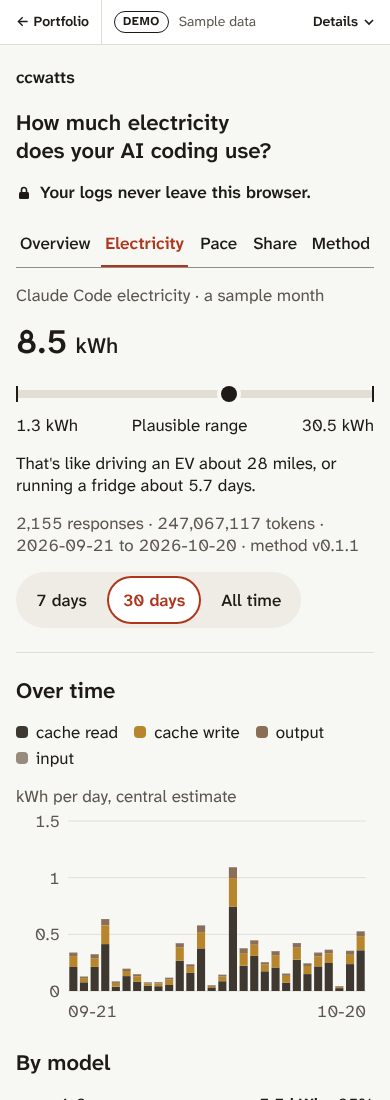 ← Portfolio
DEMO
Sample data
Details
ccwatts
How much electricity
does your AI coding use?
Your logs never leave this browser.
Overview
Electricity
Pace
Share
Method
Claude Code electricity · a sample month
8.5 kWh
1.3 kWh
Plausible range
30.5 kWh
That's like driving an EV about 28 miles, or
running a fridge about 5.7 days.
2,155 responses · 247,067,117 tokens ·
2026-09-21 to 2026-10-20 · method v0.1.1
7 days
30 days
All time
Over time
cache read
cache write
output
input
kWh per day, central estimate
1.5
1
0.5
0
09-21
10-20
By model